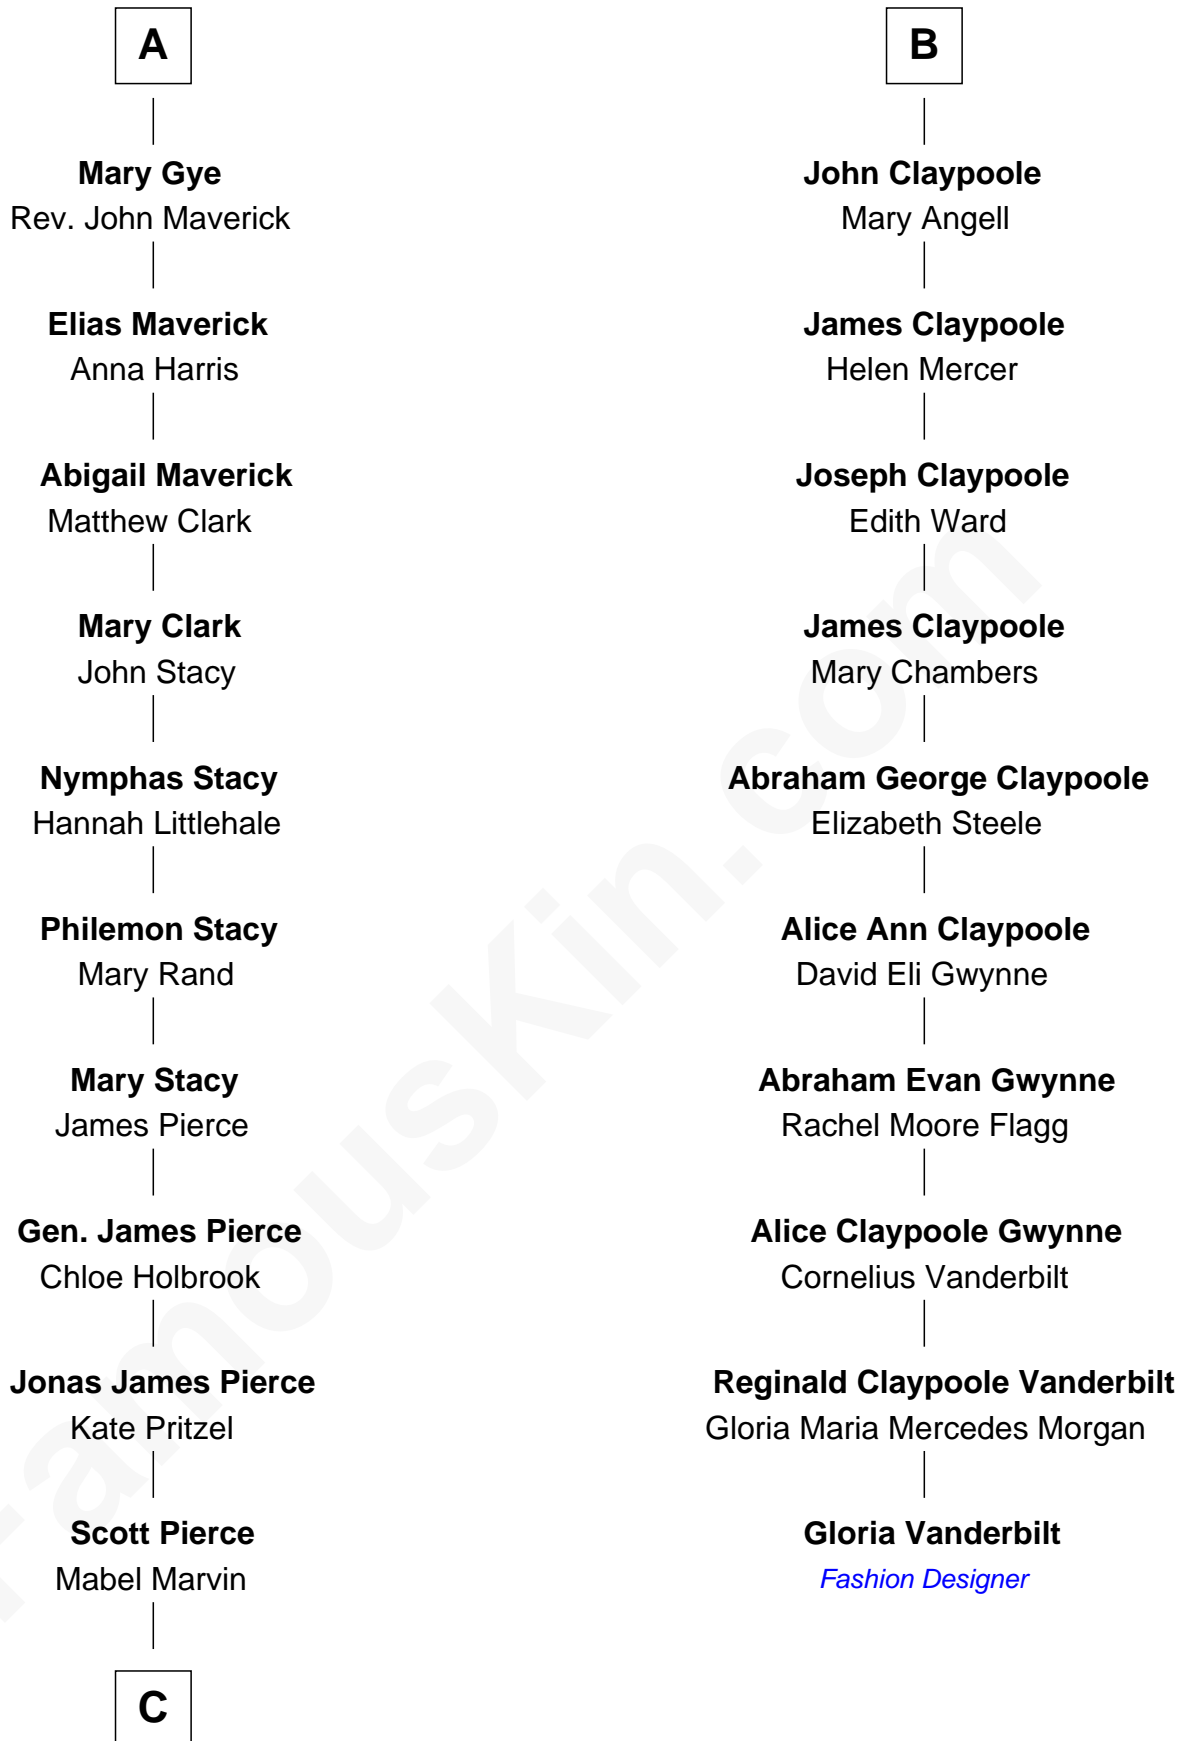 A
Mary Gye
Rev. John Maverick
Elias Maverick
Anna Harris
Abigail Maverick
Matthew Clark
Mary Clark
John Stacy
Nymphas Stacy
Hannah Littlehale
Philemon Stacy
Mary Rand
Mary Stacy
James Pierce
Gen. James Pierce
Chloe Holbrook
Jonas James Pierce
Kate Pritzel
Scott Pierce
Mabel Marvin
C
B
John Claypoole
Mary Angell
James Claypoole
Helen Mercer
Joseph Claypoole
Edith Ward
James Claypoole
Mary Chambers
Abraham George Claypoole
Elizabeth Steele
Alice Ann Claypoole
David Eli Gwynne
Abraham Evan Gwynne
Rachel Moore Flagg
Alice Claypoole Gwynne
Cornelius Vanderbilt
Reginald Claypoole Vanderbilt
Gloria Maria Mercedes Morgan
Gloria Vanderbilt
Fashion Designer
FamousKin.com